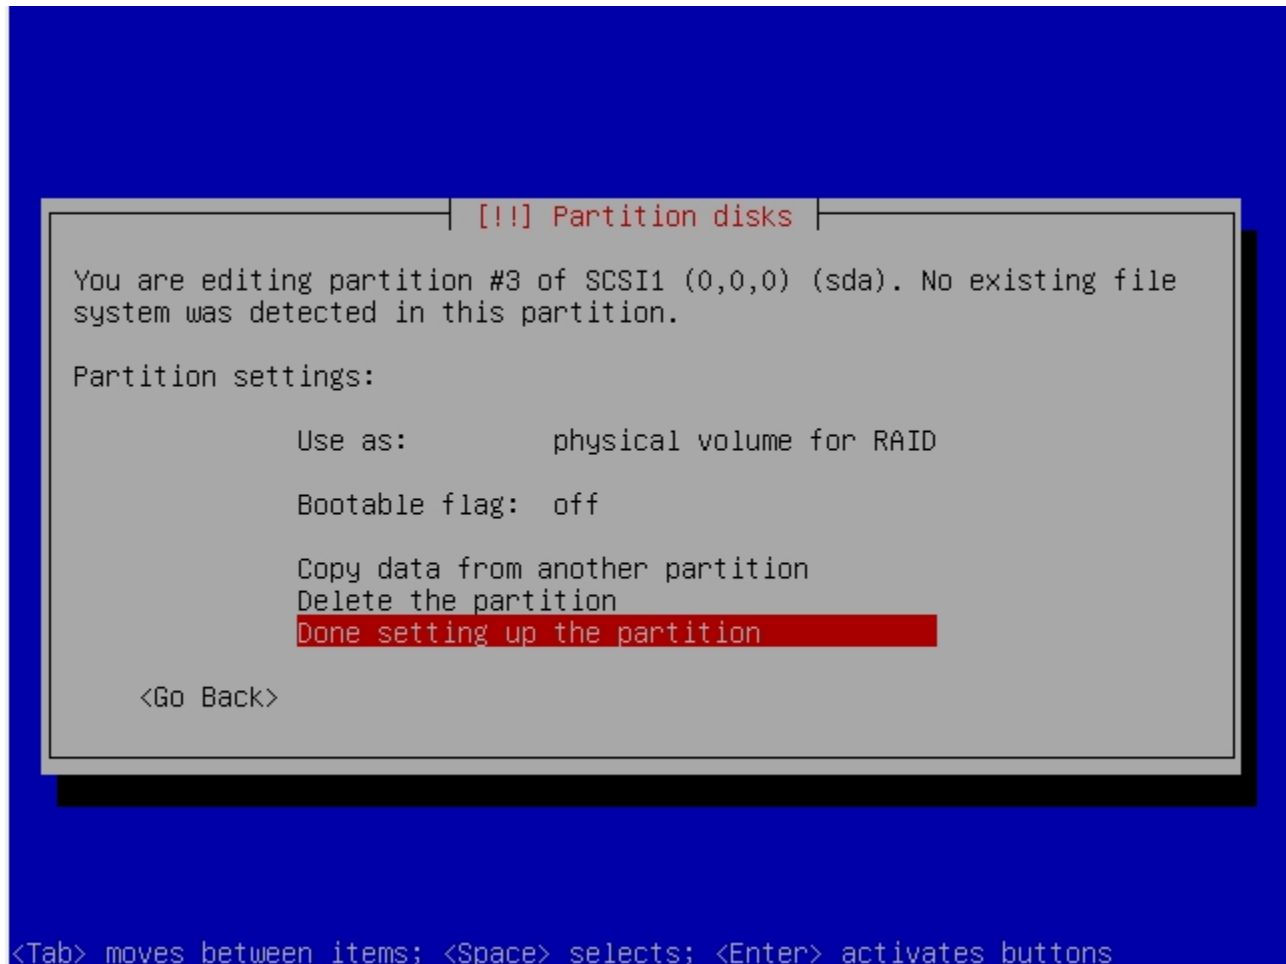 [!!] Partition disks
You are editing partition #3 of SCSI1 (0,0,0) (sda). No existing file
system was detected in this partition.
Partition settings:
Use as: physical volume for RAID
Bootable flag: off
Copy data from another partition
Delete the partition
Done setting up the partition
<Go Back>
<Tab> moves between items; <Space> selects; <Enter> activates buttons